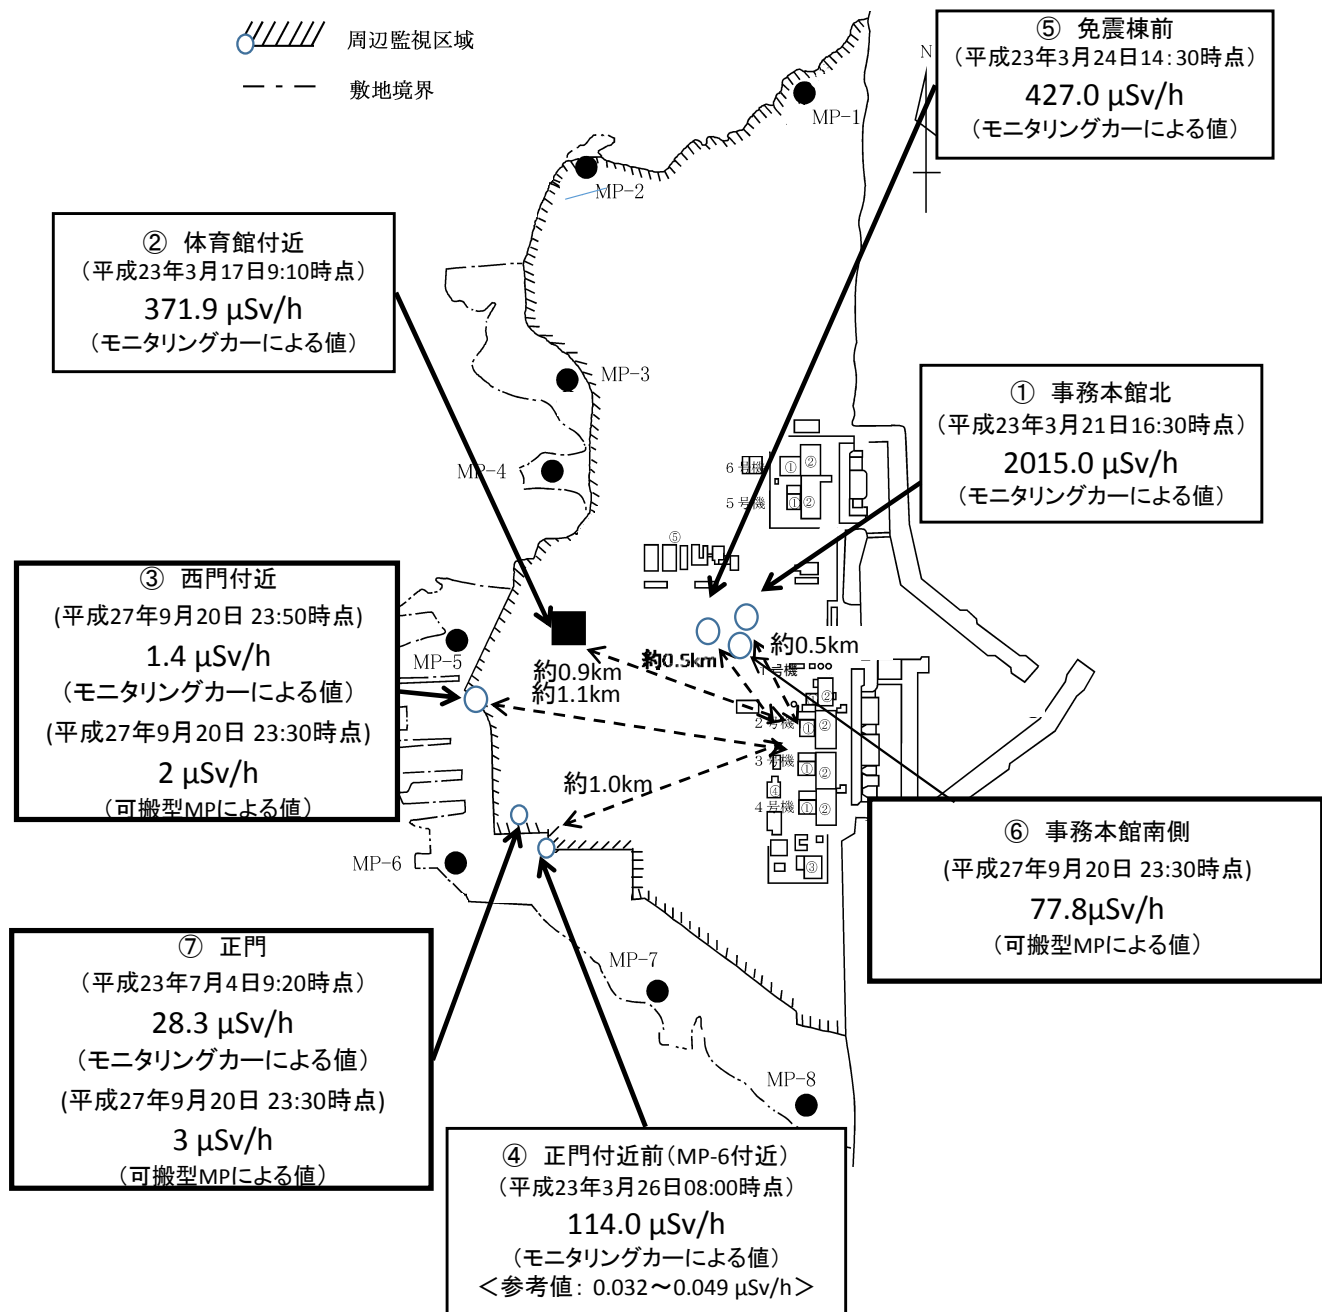 周辺監視区域
敷地境界
⑤ 免震棟前
（平成23年3月24日14：30時点）
427.0 μSv/h
（モニタリングカーによる値）
N
MP-1
MP-2
② 体育館付近
（平成23年3月17日9:10時点）
371.9 μSv/h
（モニタリングカーによる値）
MP-3
MP-4
① 事務本館北
（平成23年3月21日16:30時点）
2015.0 μSv/h
（モニタリングカーによる値）
6号機
① ②
5号機
① ②
⑤
③ 西門付近
(平成27年9月20日 23:50時点)
1.4 μSv/h
（モニタリングカーによる値）
(平成27年9月20日 23:30時点)
2 μSv/h
（可搬型MPによる値）
MP-5
約0.9km
約1.1km
約0.5km
約0.5km
1号機
②
2号機
① ②
3号機
① ②
④
4号機
① ②
③
約1.0km
MP-6
⑥ 事務本館南側
(平成27年9月20日 23:30時点)
77.8μSv/h
（可搬型MPによる値）
⑦ 正門
（平成23年7月4日9:20時点）
28.3 μSv/h
（モニタリングカーによる値）
(平成27年9月20日 23:30時点)
3 μSv/h
（可搬型MPによる値）
MP-7
MP-8
④ 正門付近前（MP-6付近）
（平成23年3月26日08:00時点）
114.0 μSv/h
（モニタリングカーによる値）
＜参考値： 0.032～0.049 μSv/h＞